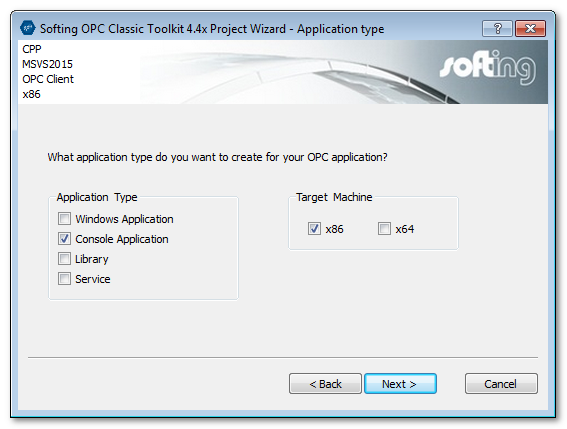 Softing OPC Classic Toolkit 4.4x Project Wizard - Application type
CPP
MSVS2015
OPC Client
x86
softing
What application type do you want to create for your OPC application?
Application Type
Windows Application
Console Application
Library
Service
Target Machine
x86
x64
< Back
Next >
Cancel